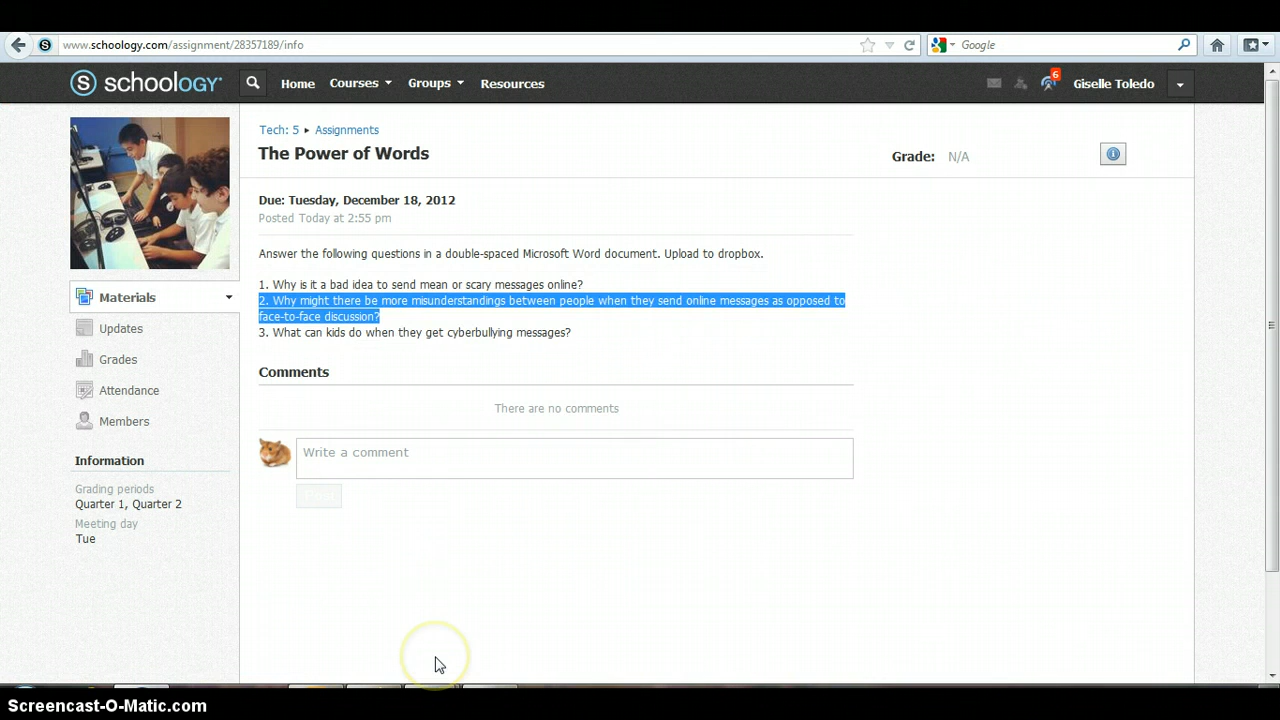 www.schoology.com/assignment/28357189/info
Google
S schoology
Home
Courses
Groups
Resources
6
Giselle Toledo
Tech: 5 ▸ Assignments
The Power of Words
Grade: N/A
Due: Tuesday, December 18, 2012
Posted Today at 2:55 pm
Answer the following questions in a double-spaced Microsoft Word document. Upload to dropbox.
1. Why is it a bad idea to send mean or scary messages online?
2. Why might there be more misunderstandings between people when they send online messages as opposed to
face-to-face discussion?
3. What can kids do when they get cyberbullying messages?
Materials
Updates
Grades
Attendance
Members
Comments
There are no comments
Write a comment
Information
Grading periods
Quarter 1, Quarter 2
Meeting day
Tue
Screencast-O-Matic.com